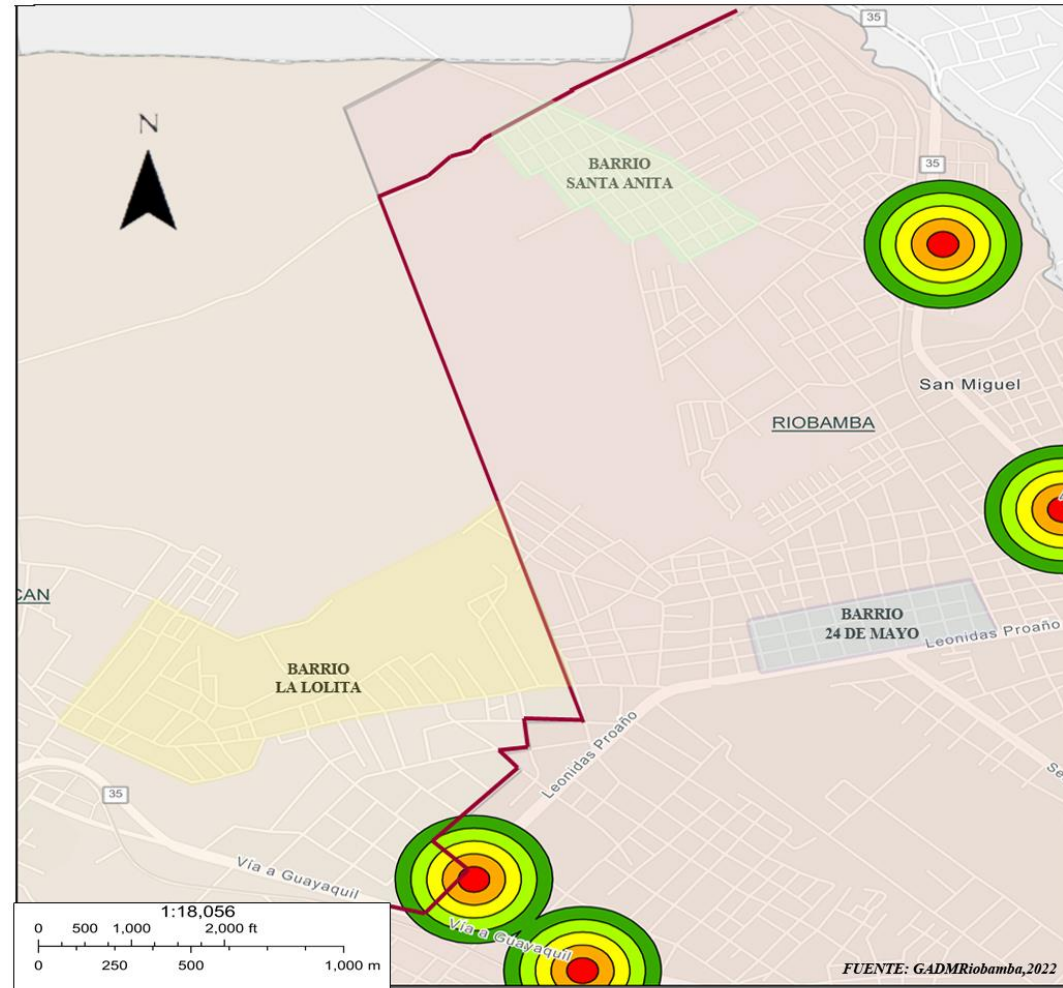 35
N
35
BARRIO
SANTA ANITA
San Miguel
RIOBAMBA
CAN
BARRIO
24 DE MAYO
Leonidas Proaño
BARRIO
LA LOLITA
Leonidas Proaño
Se
35
Vía a Guayaquil
Vía a Guayaquil
1:18,056
0 500 1,000 2,000 ft
0 250 500 1,000 m
FUENTE: GADMRiobamba,2022